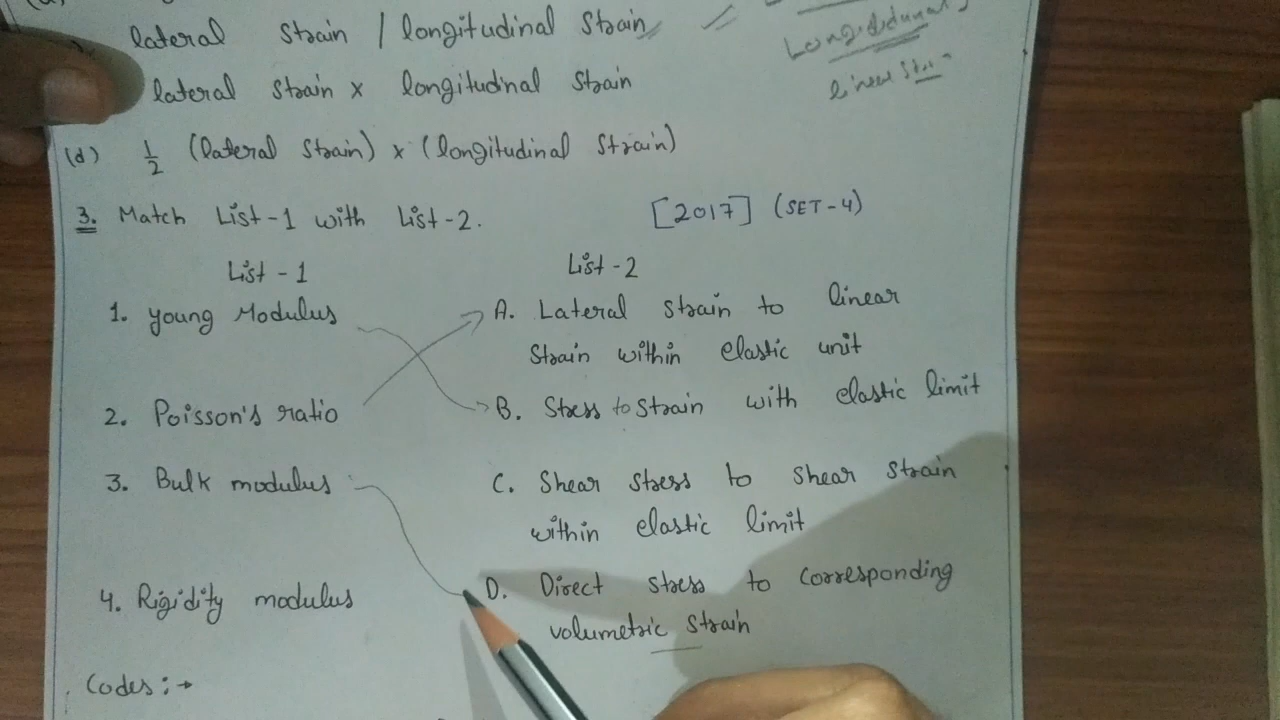 lateral strain / longitudinal strain
Longitudinal
linear
lateral strain x longitudinal strain
(d) 1/2 (lateral strain) x (longitudinal strain)
3. Match List-1 with List-2. [2017] (SET-4)
List-1 List-2
1. young Modulus A. Lateral strain to linear
strain within elastic unit
2. Poisson's ratio B. Stress to strain with elastic limit
3. Bulk modulus C. Shear stress to shear strain
within elastic limit
4. Rigidity modulus D. Direct stress to corresponding
volumetric strain
Codes :→